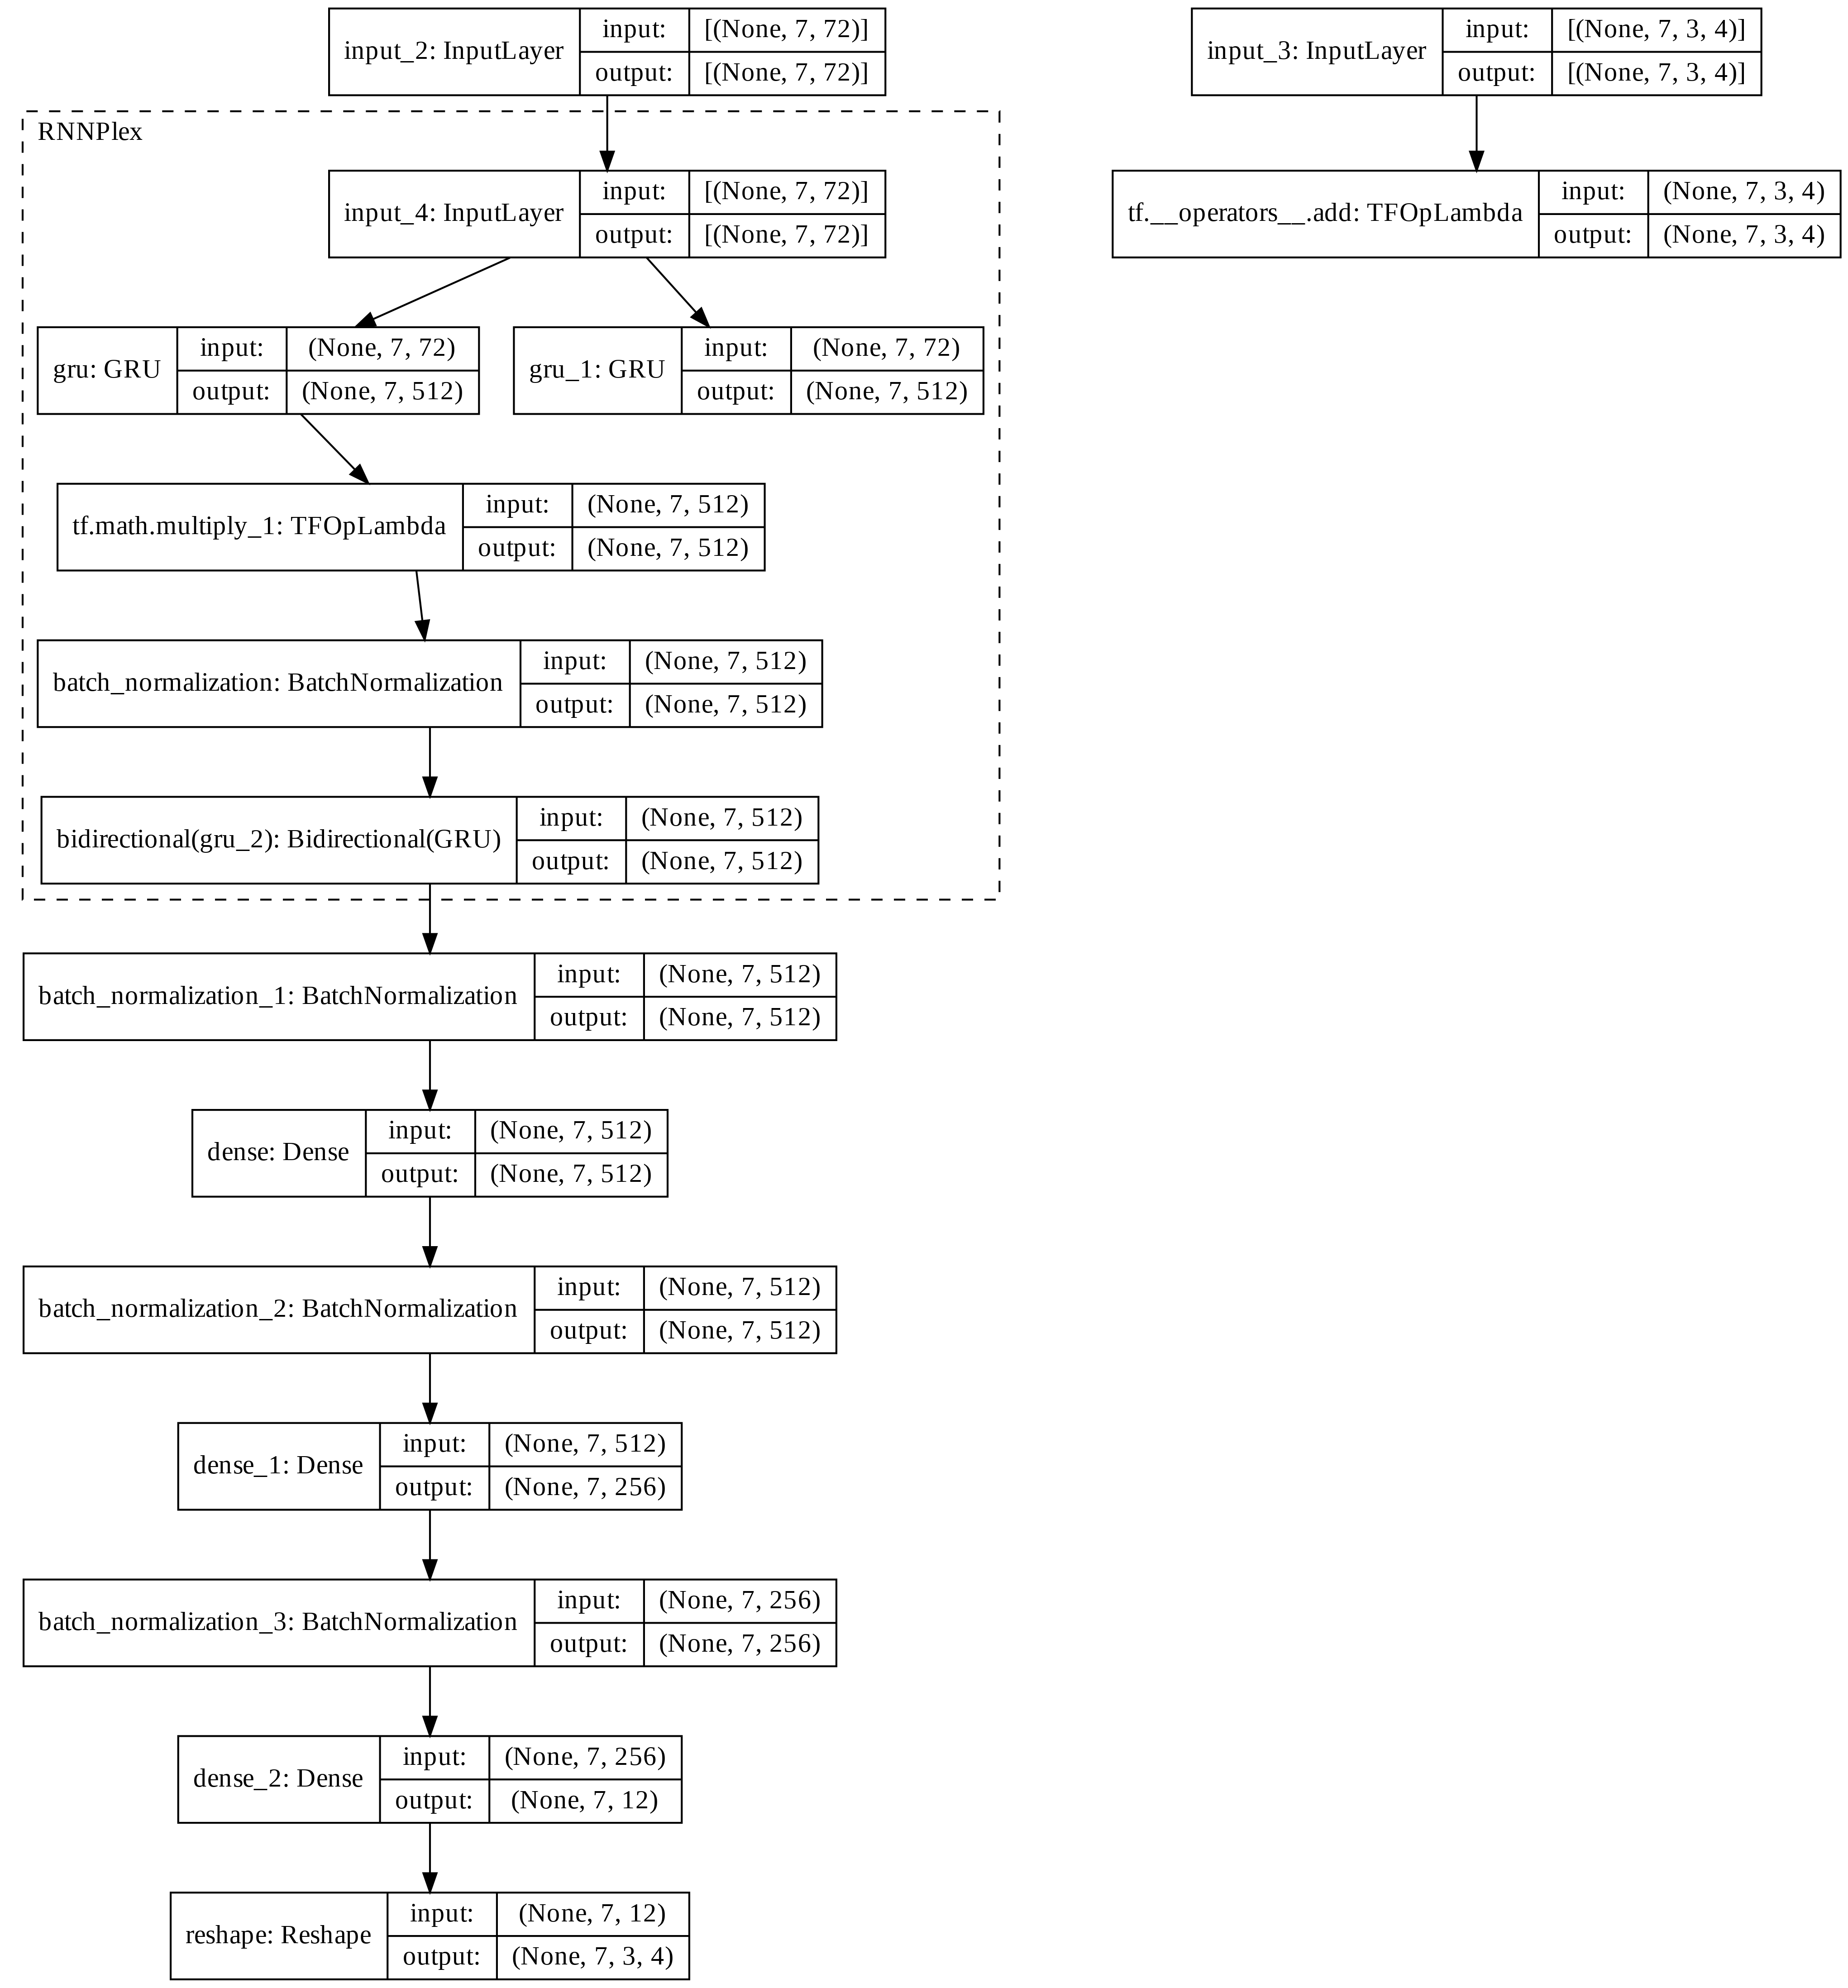 input_2: InputLayer
input: [(None, 7, 72)]
output: [(None, 7, 72)]
input_3: InputLayer
input: [(None, 7, 3, 4)]
output: [(None, 7, 3, 4)]
RNNPlex
input_4: InputLayer
input: [(None, 7, 72)]
output: [(None, 7, 72)]
tf.__operators__.add: TFOpLambda
input: (None, 7, 3, 4)
output: (None, 7, 3, 4)
gru: GRU
input: (None, 7, 72)
output: (None, 7, 512)
gru_1: GRU
input: (None, 7, 72)
output: (None, 7, 512)
tf.math.multiply_1: TFOpLambda
input: (None, 7, 512)
output: (None, 7, 512)
batch_normalization: BatchNormalization
input: (None, 7, 512)
output: (None, 7, 512)
bidirectional(gru_2): Bidirectional(GRU)
input: (None, 7, 512)
output: (None, 7, 512)
batch_normalization_1: BatchNormalization
input: (None, 7, 512)
output: (None, 7, 512)
dense: Dense
input: (None, 7, 512)
output: (None, 7, 512)
batch_normalization_2: BatchNormalization
input: (None, 7, 512)
output: (None, 7, 512)
dense_1: Dense
input: (None, 7, 512)
output: (None, 7, 256)
batch_normalization_3: BatchNormalization
input: (None, 7, 256)
output: (None, 7, 256)
dense_2: Dense
input: (None, 7, 256)
output: (None, 7, 12)
reshape: Reshape
input: (None, 7, 12)
output: (None, 7, 3, 4)